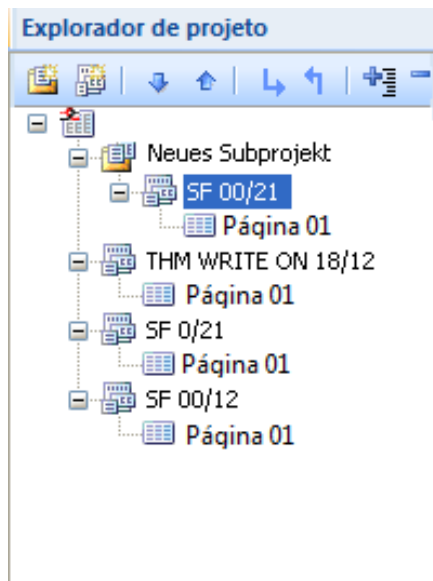 Explorador de projeto
Neues Subprojekt
SF 00/21
Página 01
THM WRITE ON 18/12
Página 01
SF 0/21
Página 01
SF 00/12
Página 01